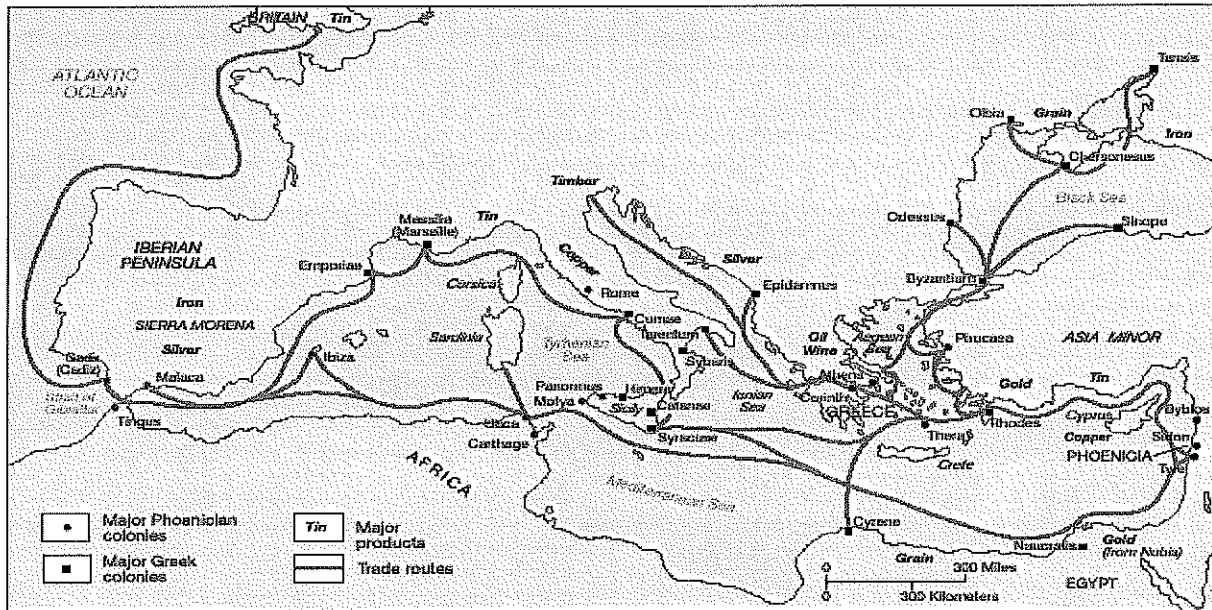 BRITAIN
Tin
ATLANTIC
OCEAN
Tanais
Olbia
Grain
Iron
Chersonesus
Black Sea
Odessus
Sinope
Byzantium
Timber
Massilia
(Marseille)
Tin
IBERIAN
PENINSULA
Emporiae
Copper
Silver
Corsica
Rome
Epidamnus
Iron
SIERRA MORENA
Silver
Sardinia
Cumae
Tarentum
Tyrrhenian
Sea
Sybaris
Oil
Wine
Aegean
Sea
Phocaea
ASIA MINOR
Gades
(Cadiz)
Malaca
Ibiza
Strait of
Gibraltar
Tingus
Panormus
Himera
Motya
Sicily
Catanae
Ionian
Sea
Athens
Corinth
GREECE
Gold
Tin
Rhodes
Cyprus
Copper
Byblos
Sidon
PHOENICIA
Tyre
Utica
Carthage
Syracuse
Thera
Crete
AFRICA
Mediterranean Sea
Cyrene
Naucratis
Gold
(from Nubia)
Grain
EGYPT
Major Phoenician
colonies
Tin
Major
products
Major Greek
colonies
Trade routes
0
300 Miles
0
300 Kilometers